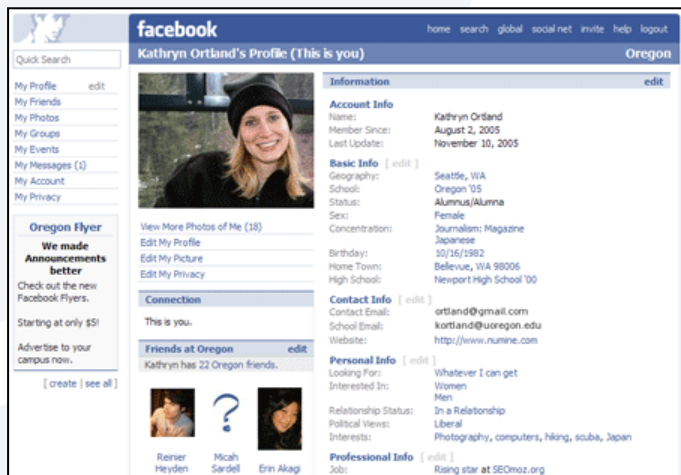 facebook
home search global social net invite help logout
Kathryn Ortland's Profile (This is you)
Oregon
Quick Search
My Profile edit
My Friends
My Photos
My Groups
My Events
My Messages (1)
My Account
My Privacy
Oregon Flyer
We made
Announcements
better
Check out the new
Facebook Flyers.
Starting at only $5!
Advertise to your
campus now.
[ create | see all ]
View More Photos of Me (18)
Edit My Profile
Edit My Picture
Edit My Privacy
Connection
This is you.
Friends at Oregon edit
Kathryn has 22 Oregon friends.
?
Reinier
Heyden
Micah
Sardell
Erin Akagi
Information edit
Account Info
Name: Kathryn Ortland
Member Since: August 2, 2005
Last Update: November 10, 2005
Basic Info [ edit ]
Geography: Seattle, WA
School: Oregon '05
Status: Alumnus/Alumna
Sex: Female
Concentration: Journalism: Magazine
Japanese
Birthday: 10/16/1982
Home Town: Bellevue, WA 98006
High School: Newport High School '00
Contact Info [ edit ]
Contact Email: ortland@gmail.com
School Email: kortland@uoregon.edu
Website: http://www.numine.com
Personal Info [ edit ]
Looking For: Whatever I can get
Interested In: Women
Men
Relationship Status: In a Relationship
Political Views: Liberal
Interests: Photography, computers, hiking, scuba, Japan
Professional Info [ edit ]
Job: Rising star at SEOmoz.org